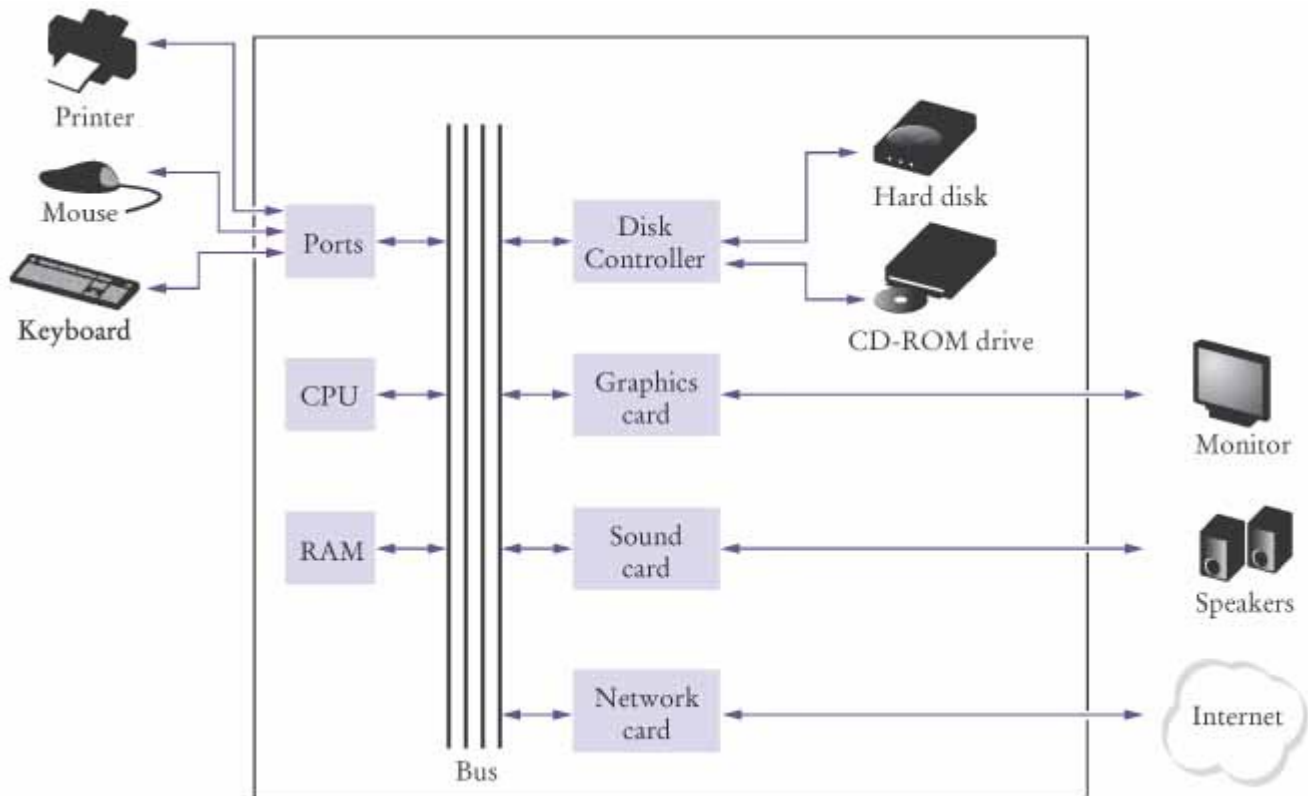 Printer
Mouse
Keyboard
Ports
CPU
RAM
Bus
Disk
Controller
Graphics
card
Sound
card
Network
card
Hard disk
CD-ROM drive
Monitor
Speakers
Internet